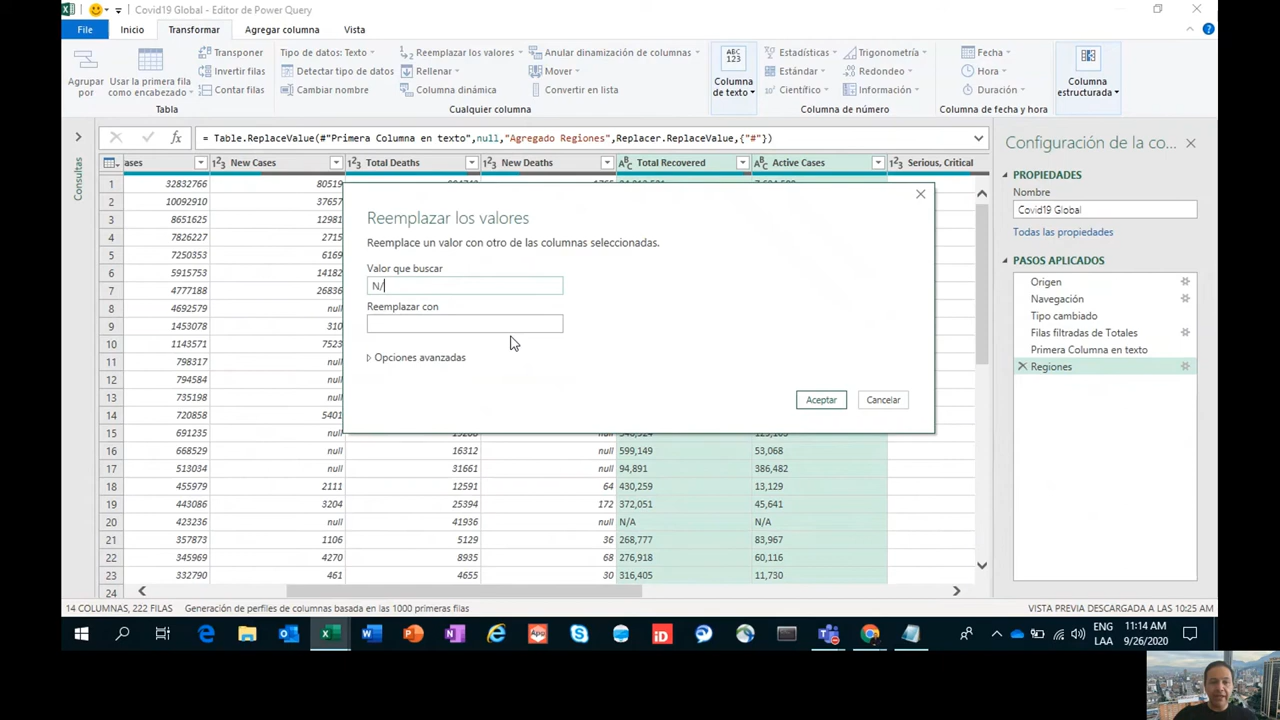 Covid19 Global - Editor de Power Query
File
Inicio
Transformar
Agregar columna
Vista
Agrupar por
Usar la primera fila como encabezado
Transponer
Invertir filas
Contar filas
Tabla
Tipo de datos: Texto
Detectar tipo de datos
Cambiar nombre
Reemplazar los valores
Rellenar
Columna dinámica
Anular dinamización de columnas
Mover
Convertir en lista
Cualquier columna
ABC 123
Columna de texto
Estadísticas
Estándar
Científico
Trigonometría
Redondeo
Información
Columna de número
Fecha
Hora
Duración
Columna de fecha y hora
Columna estructurada
Consultas
fx
= Table.ReplaceValue(#"Primera Columna en texto",null,"Agregado Regiones",Replacer.ReplaceValue,{"#"})
ases New Cases Total Deaths New Deaths Total Recovered Active Cases Serious, Critical
1 32832766 80519
2 10092910 37657
3 8651625 12981
4 7826227 2715
5 7250353 6169
6 5915753 14182
7 4777188 26836
8 4692579 null
9 1453078 310
10 1143571 7523
11 798317 null
12 794584 null
13 735198 null
14 720858 5401
15 691235 null
16 668529 null 16312 null 599,149 53,068
17 513034 null 31661 null 94,891 386,482
18 455979 2111 12591 64 430,259 13,129
19 443086 3204 25394 172 372,051 45,641
20 423236 null 41936 null N/A N/A
21 357873 1106 5129 36 268,777 83,967
22 345969 4270 8935 68 276,918 60,116
23 332790 461 4655 30 316,405 11,730
24
Reemplazar los valores
Reemplace un valor con otro de las columnas seleccionadas.
Valor que buscar
N/
Reemplazar con
Opciones avanzadas
Aceptar
Cancelar
Configuración de la co...
PROPIEDADES
Nombre
Covid19 Global
Todas las propiedades
PASOS APLICADOS
Origen
Navegación
Tipo cambiado
Filas filtradas de Totales
Primera Columna en texto
Regiones
14 COLUMNAS, 222 FILAS
Generación de perfiles de columnas basada en las 1000 primeras filas
VISTA PREVIA DESCARGADA A LAS 10:25 AM
App
iD
ENG
LAA
11:14 AM
9/26/2020